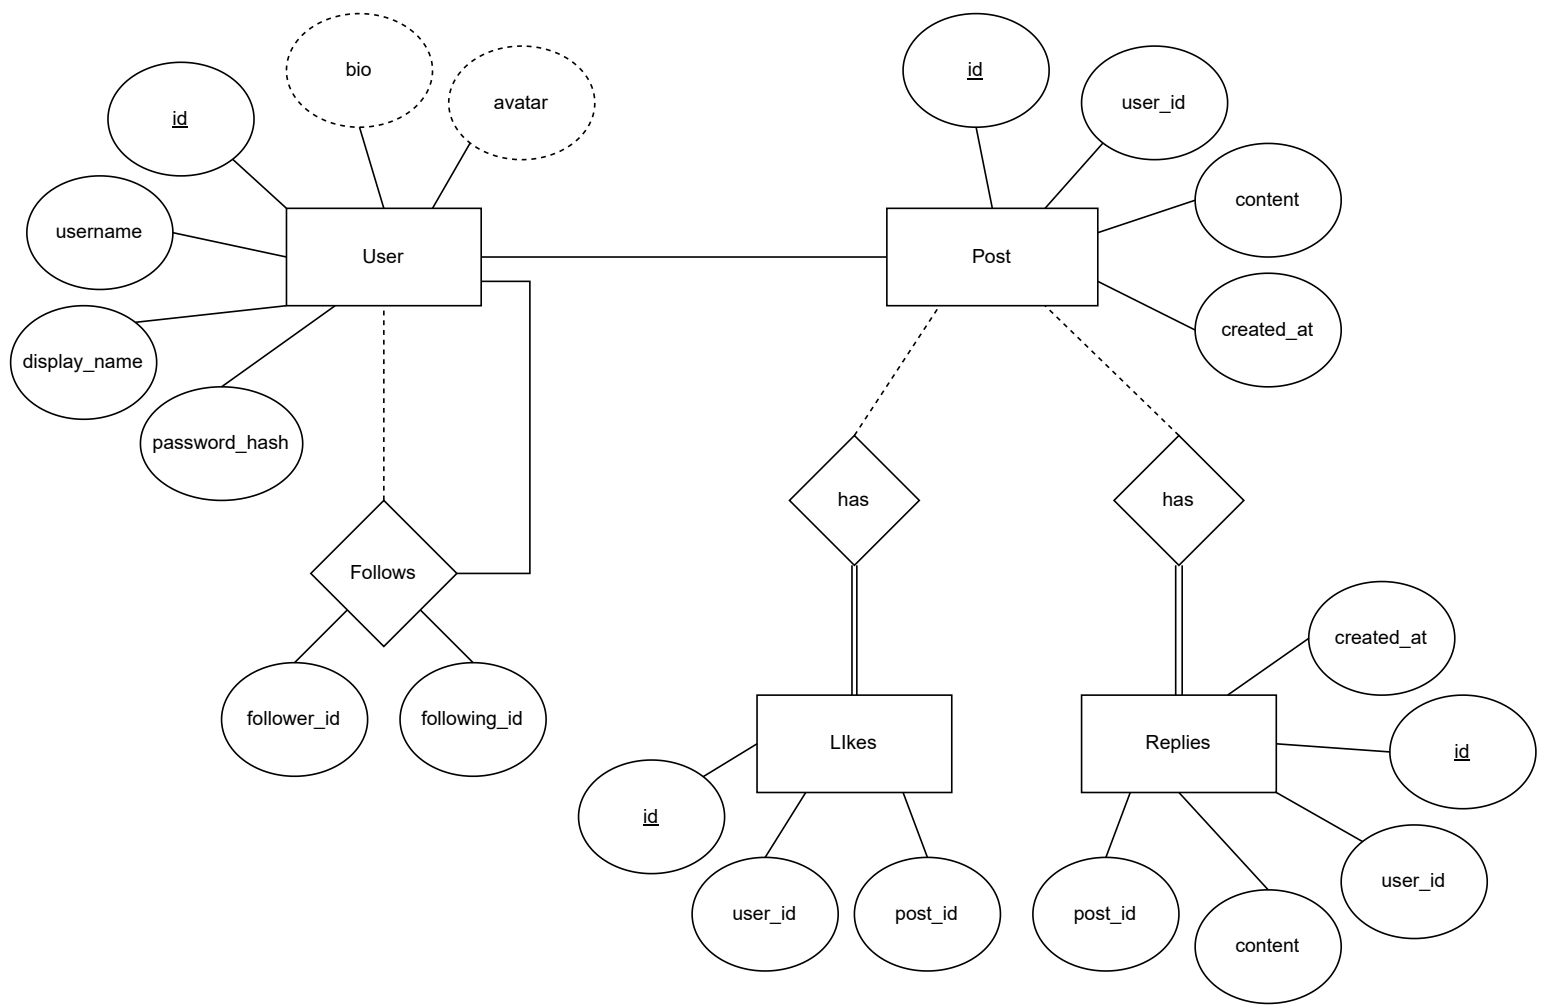 bio
id
avatar
username
User
display_name
password_hash
Follows
follower_id
following_id
id
user_id
content
Post
created_at
has
has
LIkes
id
user_id
post_id
created_at
Replies
id
user_id
post_id
content